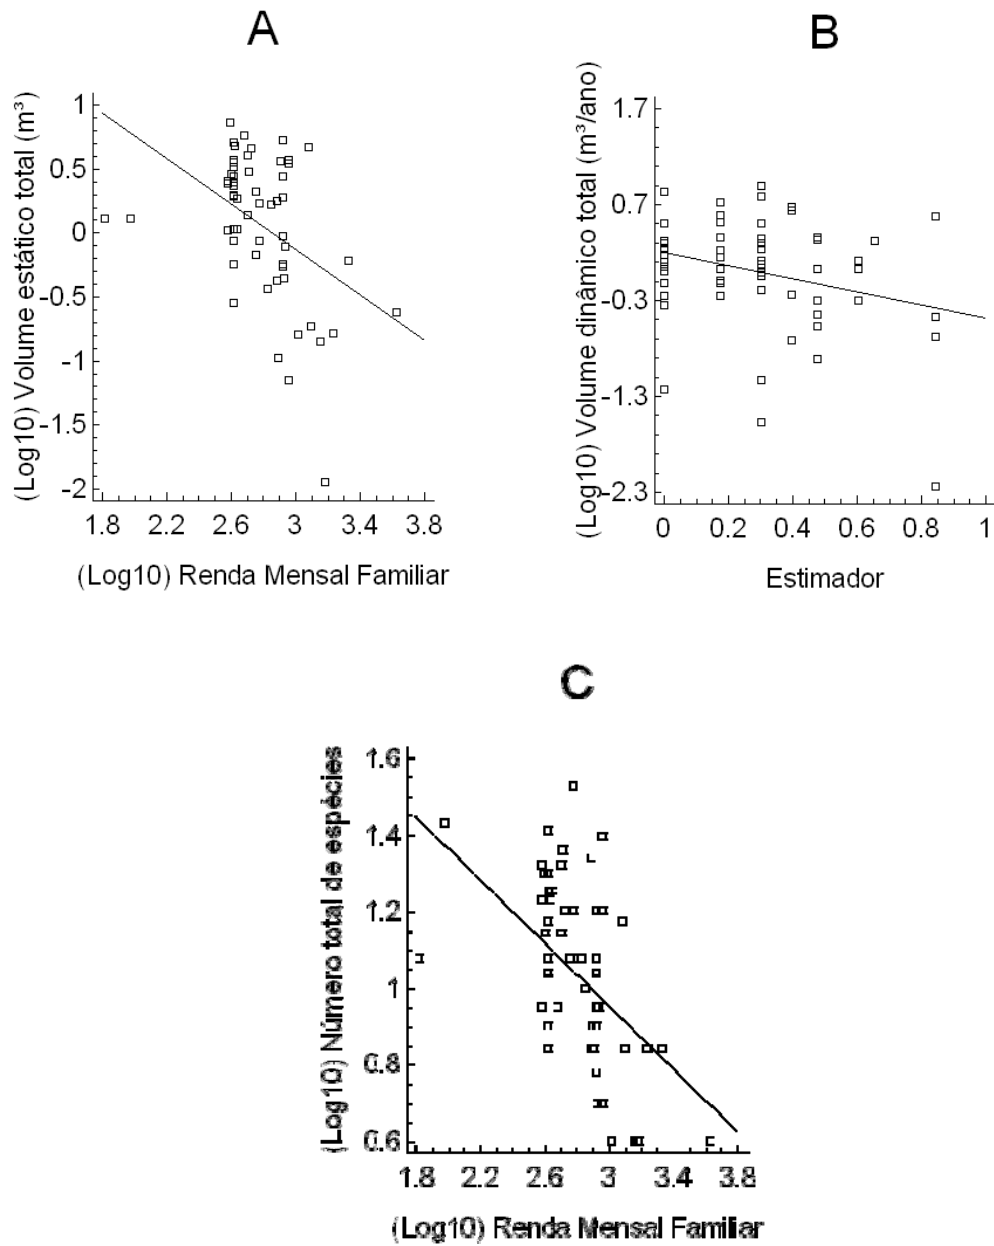 A
(Log10) Volume estático total (m³)
1
0.5
0
-0.5
-1
-1.5
-2
1.8 2.2 2.6 3 3.4 3.8
(Log10) Renda Mensal Familiar
B
(Log10) Volume dinâmico total (m³/ano)
1.7
0.7
-0.3
-1.3
-2.3
0 0.2 0.4 0.6 0.8 1
Estimador
C
(Log10) Número total de espécies
1.6
1.4
1.2
1
0.8
0.6
1.8 2.2 2.6 3 3.4 3.8
(Log10) Renda Mensal Familiar